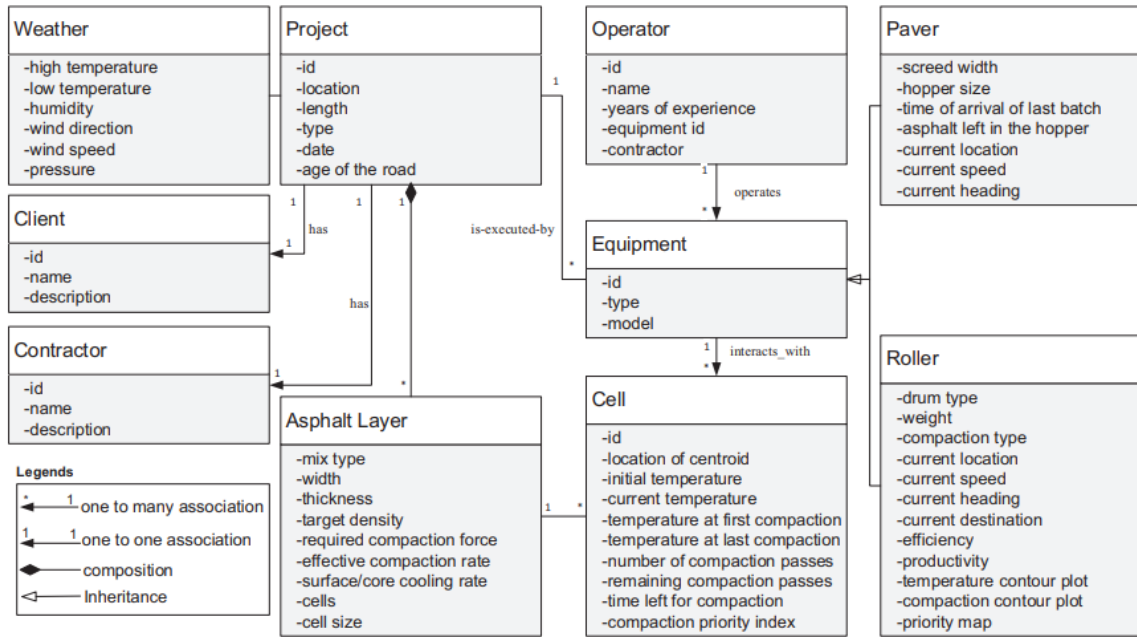 Weather
-high temperature
-low temperature
-humidity
-wind direction
-wind speed
-pressure
Project
-id
-location
-length
-type
-date
-age of the road
Operator
-id
-name
-years of experience
-equipment id
-contractor
Paver
-screed width
-hopper size
-time of arrival of last batch
-asphalt left in the hopper
-current location
-current speed
-current heading
1
1
1
1
1
operates
*
has
is-executed-by
1
*
Client
-id
-name
-description
Equipment
-id
-type
-model
has
1
interacts_with
*
1
*
Contractor
-id
-name
-description
Asphalt Layer
-mix type
-width
-thickness
-target density
-required compaction force
-effective compaction rate
-surface/core cooling rate
-cells
-cell size
1
*
Cell
-id
-location of centroid
-initial temperature
-current temperature
-temperature at first compaction
-temperature at last compaction
-number of compaction passes
-remaining compaction passes
-time left for compaction
-compaction priority index
Roller
-drum type
-weight
-compaction type
-current location
-current speed
-current heading
-current destination
-efficiency
-productivity
-temperature contour plot
-compaction contour plot
-priority map
Legends
* 1 one to many association
1 1 one to one association
composition
Inheritance